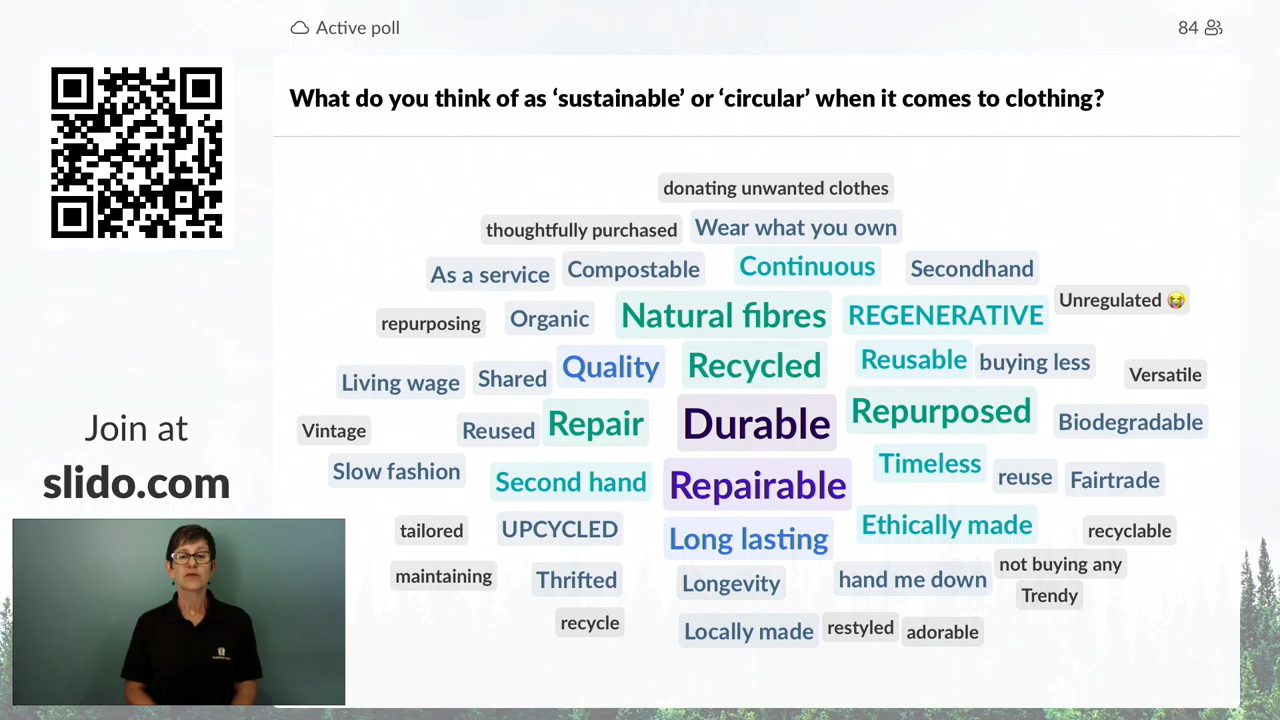 Active poll
84
What do you think of as ‘sustainable’ or ‘circular’ when it comes to clothing?
donating unwanted clothes
thoughtfully purchased
Wear what you own
As a service
Compostable
Continuous
Secondhand
Unregulated 😭
repurposing
Organic
Natural fibres
REGENERATIVE
Living wage
Shared
Quality
Recycled
Reusable
buying less
Versatile
Vintage
Reused
Repair
Durable
Repurposed
Biodegradable
Slow fashion
Second hand
Repairable
Timeless
reuse
Fairtrade
tailored
UPCYCLED
Long lasting
Ethically made
recyclable
maintaining
Thrifted
Longevity
hand me down
not buying any
Trendy
recycle
Locally made
restyled
adorable
Join at
slido.com